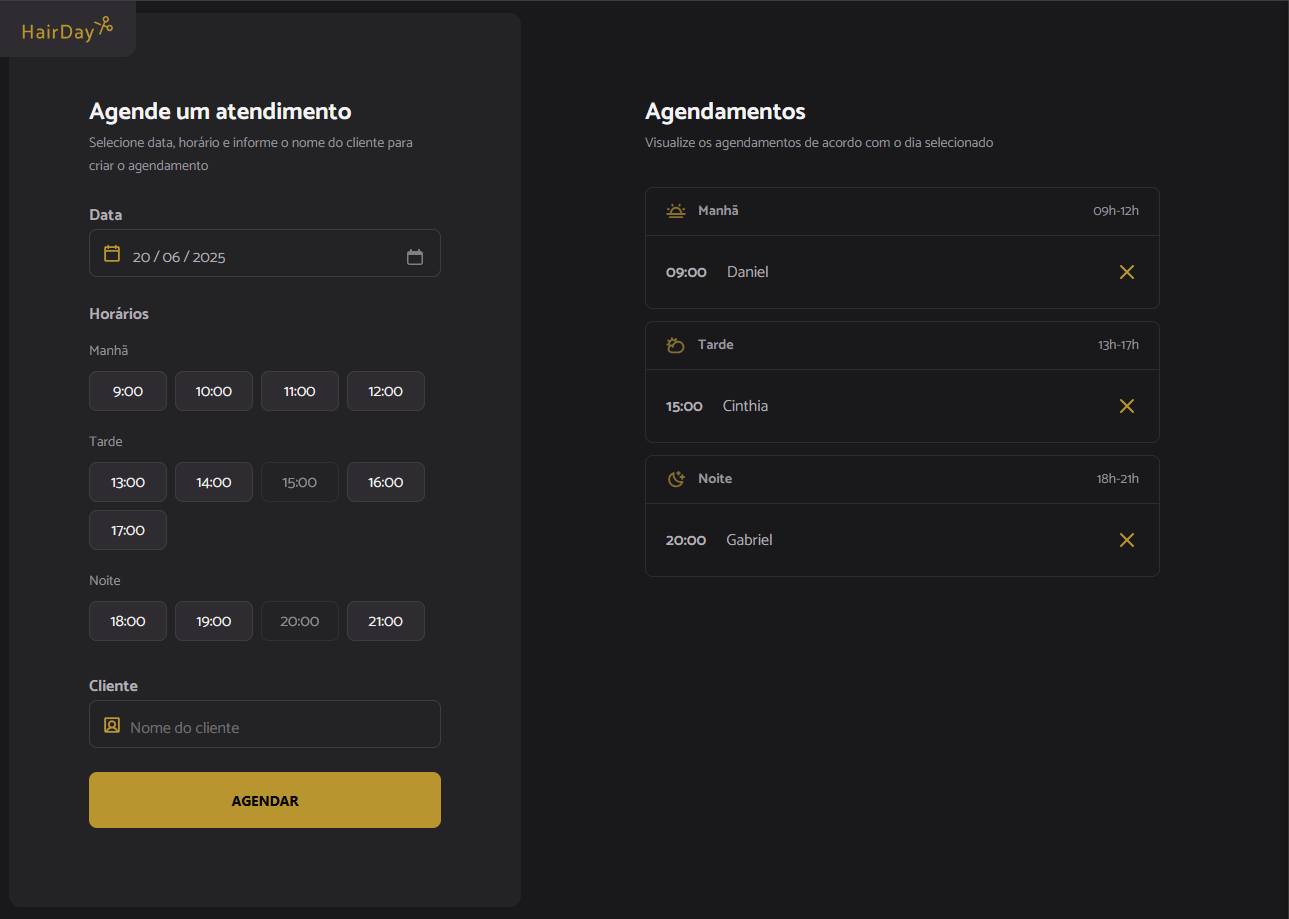 HairDay
Agende um atendimento
Selecione data, horário e informe o nome do cliente para
criar o agendamento
Data
20 / 06 / 2025
Horários
Manhã
9:00 10:00 11:00 12:00
Tarde
13:00 14:00 15:00 16:00
17:00
Noite
18:00 19:00 20:00 21:00
Cliente
Nome do cliente
AGENDAR
Agendamentos
Visualize os agendamentos de acordo com o dia selecionado
Manhã 09h-12h
09:00 Daniel
Tarde 13h-17h
15:00 Cinthia
Noite 18h-21h
20:00 Gabriel